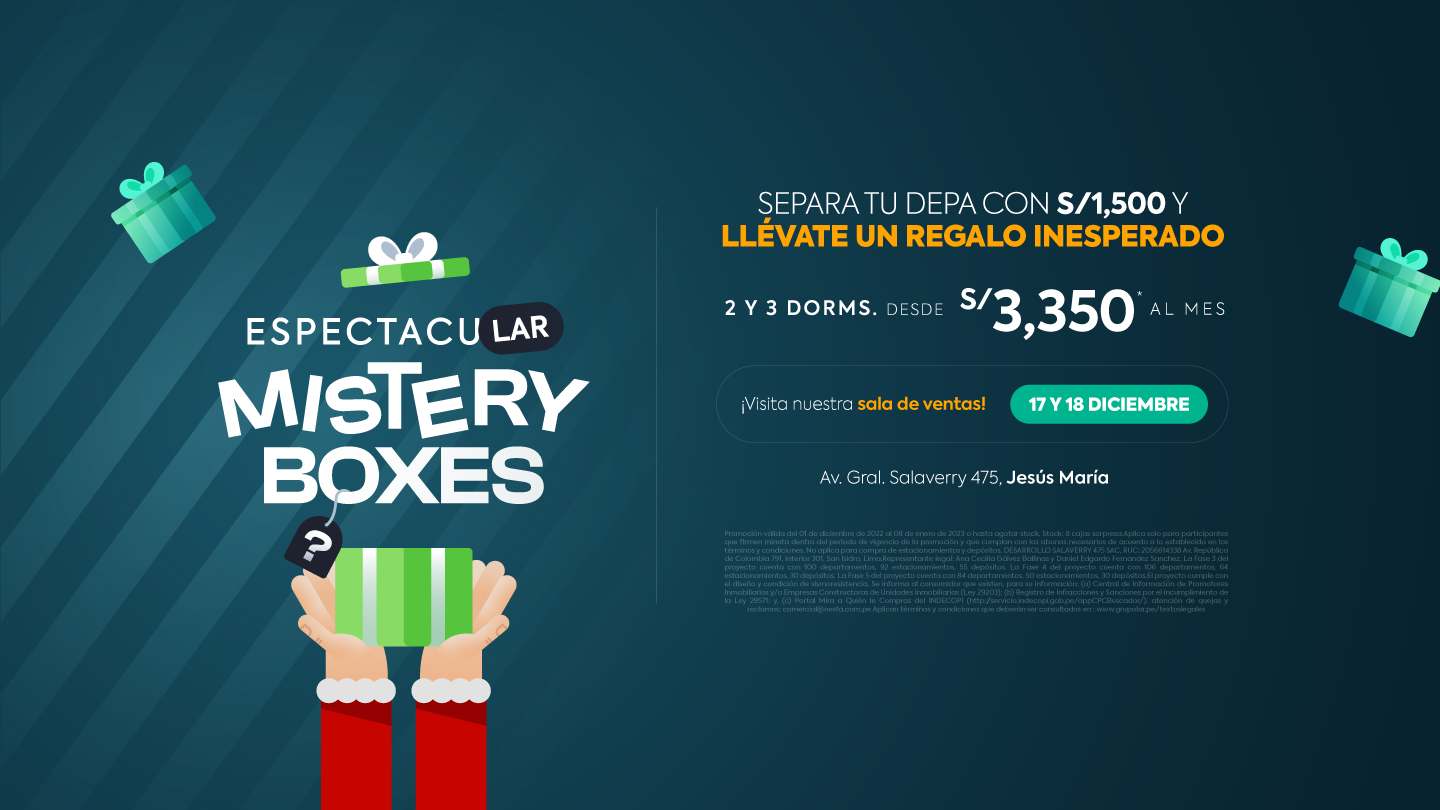 ESPECTACULAR
MISTERY
BOXES
?
SEPARA TU DEPA CON S/1,500 Y
LLÉVATE UN REGALO INESPERADO
2 Y 3 DORMS. DESDE S/3,350* AL MES
¡Visita nuestra sala de ventas! 17 Y 18 DICIEMBRE
Av. Gral. Salaverry 475, Jesús María
Promoción válida del 01 de diciembre de 2022 al 08 de enero de 2023 o hasta agotar stock. Stock: 8 cajas sorpresa.Aplica solo para participantes
que firmen minuta dentro del periodo de vigencia de la promoción y que cumplan con los abonos necesarios de acuerdo a lo establecido en los
términos y condiciones. No aplica para compra de estacionamientos y depósitos. DESARROLLO SALAVERRY 475 SAC, RUC: Av. República
de Colombia 791, interior 301, San Isidro, Lima.Representante legal: Ana Cecilia Gálvez Ballinas y Daniel Edgardo Fernandez Sanchez. La Fase 3 del
proyecto cuenta con 100 departamentos, 92 estacionamientos, 55 depósitos. La Fase 4 del proyecto cuenta con 106 departamentos, 64
estacionamientos, 30 depósitos. La Fase 5 del proyecto cuenta con 84 departamentos, 50 estacionamientos, 30 depósitos.El proyecto cumple con
el diseño y condición de sismoresistencia. Se informa al consumidor que existen, para su información: (a) Central de Información de Promotores
Inmobiliarios y/o Empresas Constructoras de Unidades Inmobiliarias (Ley 29203); (b) Registro de Infracciones y Sanciones por el incumplimiento de
la Ley 29571; y, (c) Portal Mira a Quién le Compras del INDECOPI (http://servicio.indecopi.gob.pe/appCPCBuscador/). atención de quejas y
reclamos: comercial@nesta.com.pe Aplican términos y condiciones que deberán ser consultados en : www.grupolar.pe/textoslegales